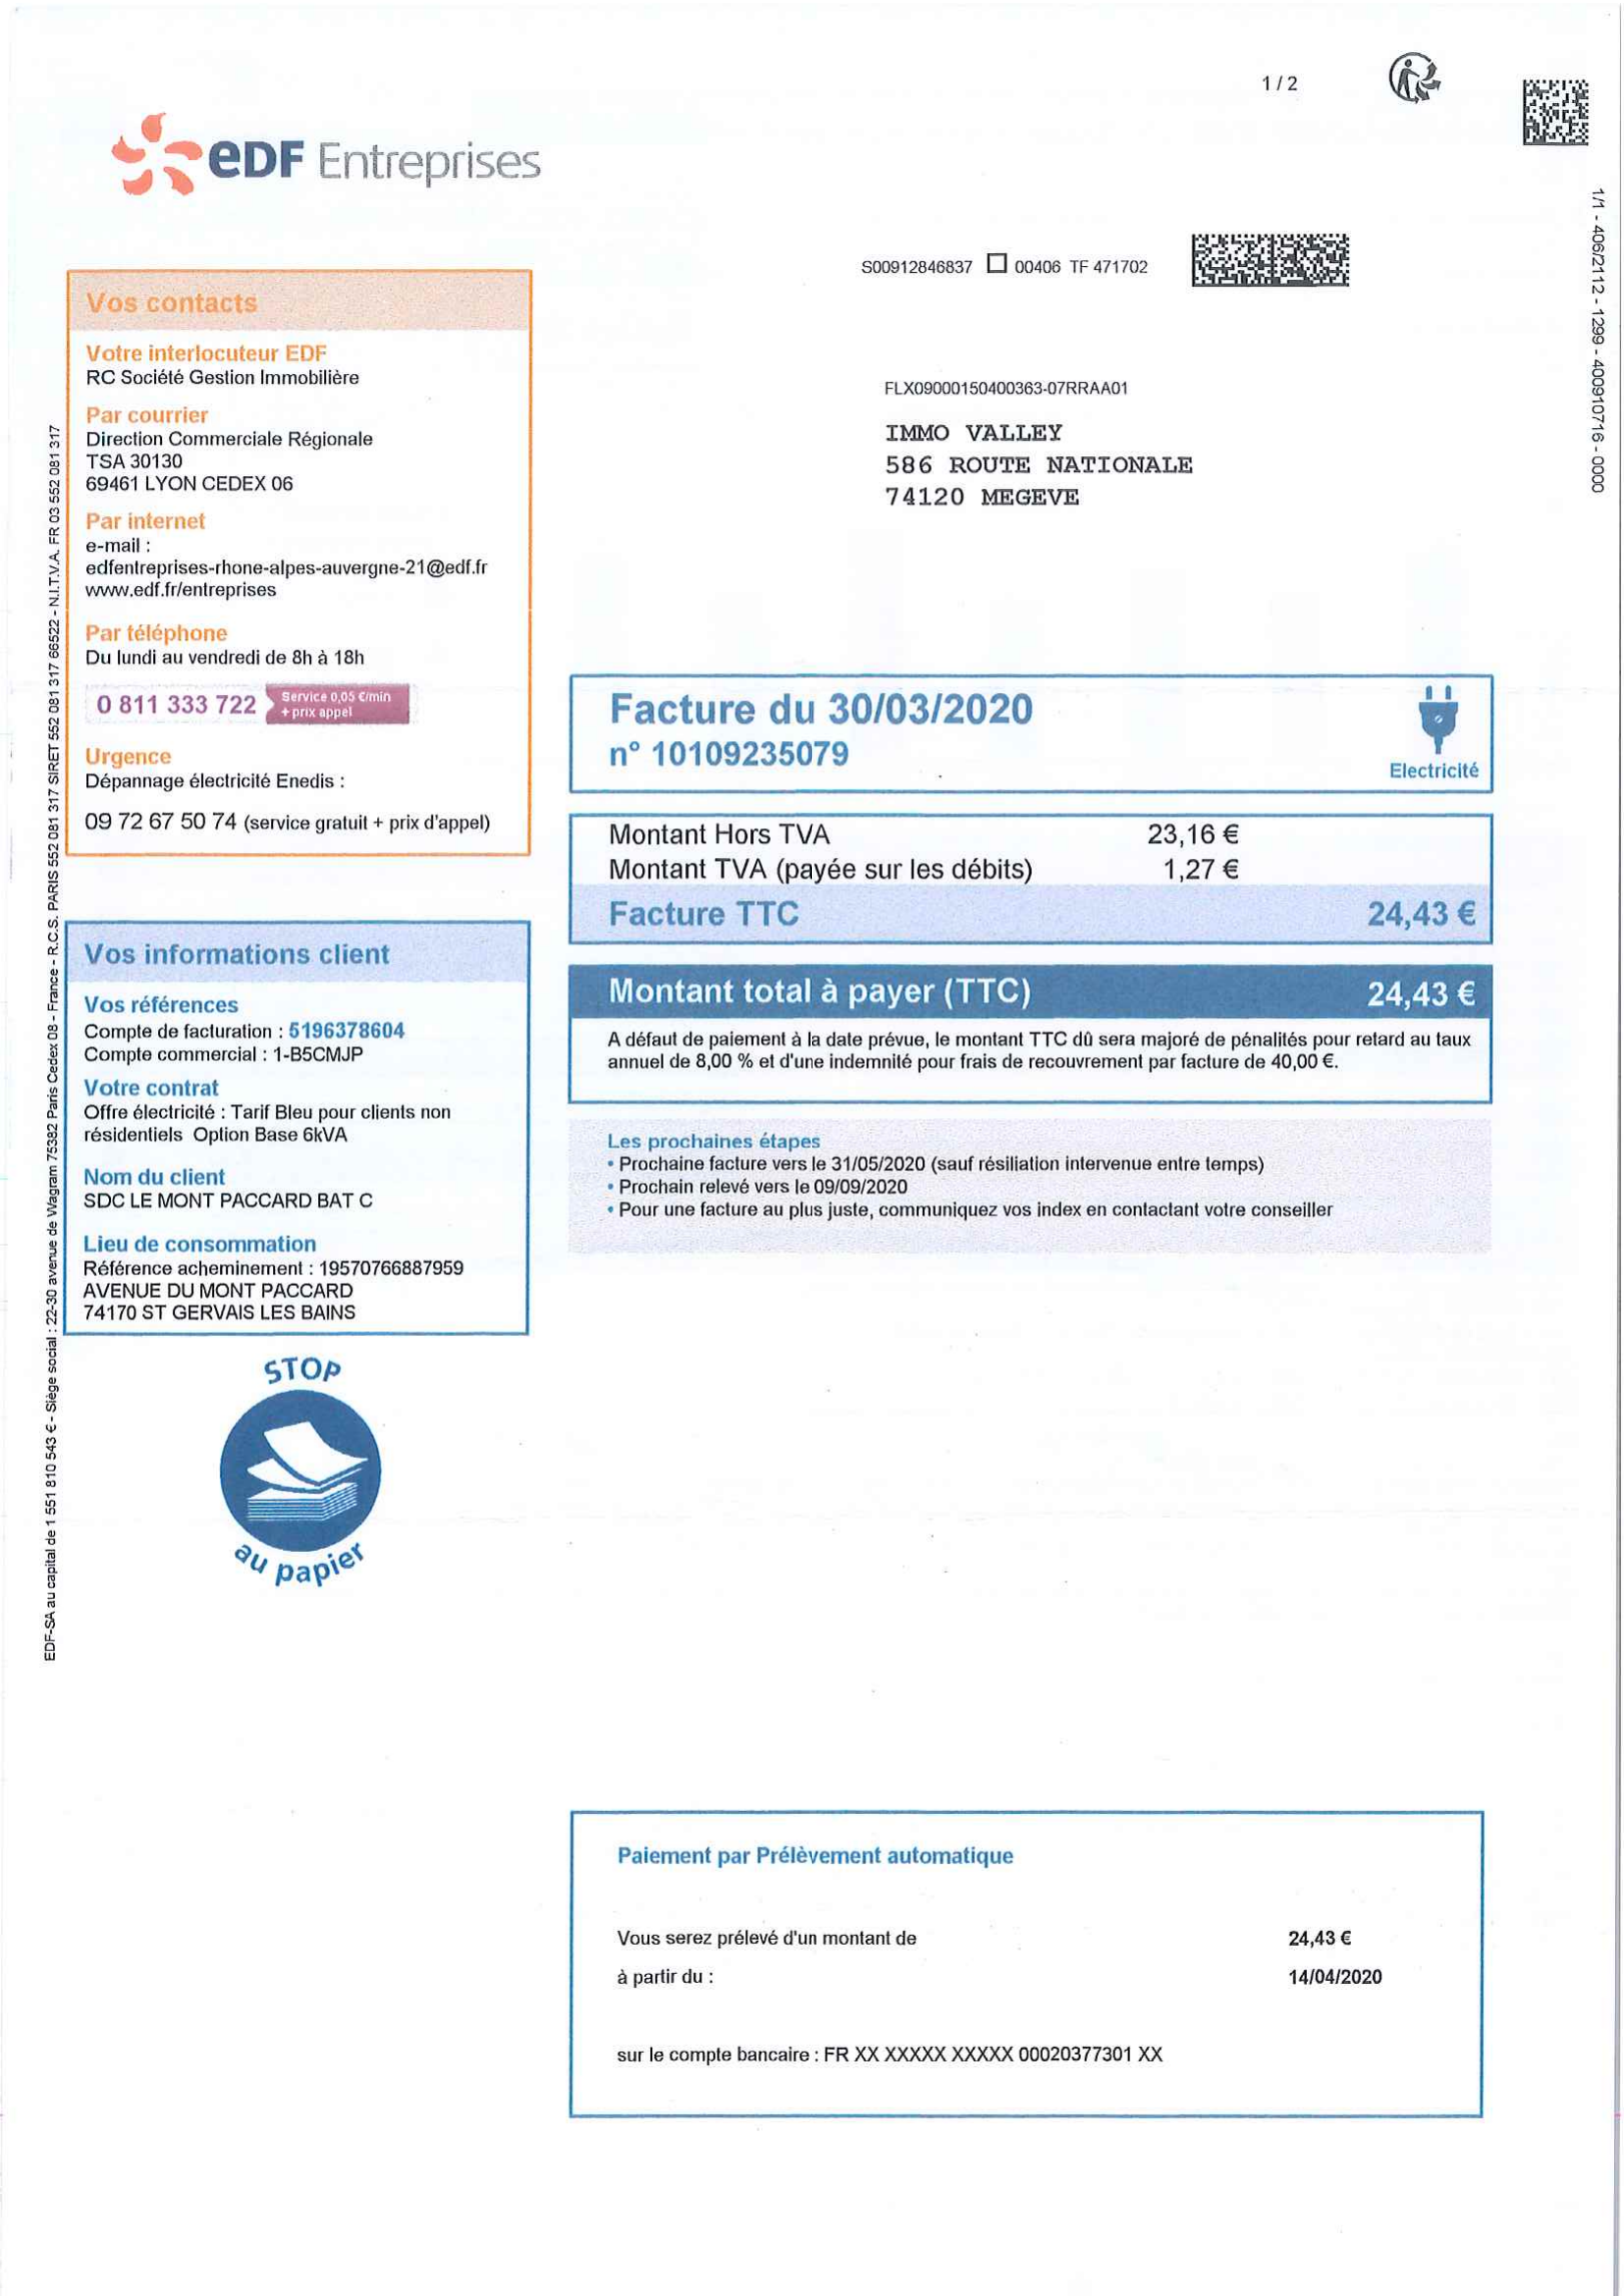 1 / 2
eDF Entreprises
S00912846837 00406 TF 471702
1/1 - 406/2112 - 1299 - 400910716 - 0000
FLX09000150400363-07RRAA01
IMMO VALLEY
586 ROUTE NATIONALE
74120 MEGEVE
Vos contacts
Votre interlocuteur EDF
RC Société Gestion Immobilière
Par courrier
Direction Commerciale Régionale
TSA 30130
69461 LYON CEDEX 06
Par internet
e-mail :
edfentreprises-rhone-alpes-auvergne-21@edf.fr
www.edf.fr/entreprises
Par téléphone
Du lundi au vendredi de 8h à 18h
0 811 333 722 Service 0,05 €/min
+ prix appel
Urgence
Dépannage électricité Enedis :
09 72 67 50 74 (service gratuit + prix d'appel)
Facture du 30/03/2020
n° 10109235079
Electricité
Montant Hors TVA 23,16 €
Montant TVA (payée sur les débits) 1,27 €
Facture TTC 24,43 €
Montant total à payer (TTC) 24,43 €
A défaut de paiement à la date prévue, le montant TTC dû sera majoré de pénalités pour retard au taux
annuel de 8,00 % et d'une indemnité pour frais de recouvrement par facture de 40,00 €.
Les prochaines étapes
• Prochaine facture vers le 31/05/2020 (sauf résiliation intervenue entre temps)
• Prochain relevé vers le 09/09/2020
• Pour une facture au plus juste, communiquez vos index en contactant votre conseiller
Vos informations client
Vos références
Compte de facturation : 5196378604
Compte commercial : 1-B5CMJP
Votre contrat
Offre électricité : Tarif Bleu pour clients non
résidentiels Option Base 6kVA
Nom du client
SDC LE MONT PACCARD BAT C
Lieu de consommation
Référence acheminement : 19570766887959
AVENUE DU MONT PACCARD
74170 ST GERVAIS LES BAINS
STOP
au papier
EDF-SA au capital de 1 551 810 543 € - Siège social : 22-30 avenue de Wagram 75382 Paris Cedex 08 - France - R.C.S. PARIS 552 081 317 SIRET 552 081 317 66522 - N.I.T.V.A. FR 03 552 081 317
Paiement par Prélèvement automatique
Vous serez prélevé d'un montant de 24,43 €
à partir du : 14/04/2020
sur le compte bancaire : FR XX XXXXX XXXXX 00020377301 XX